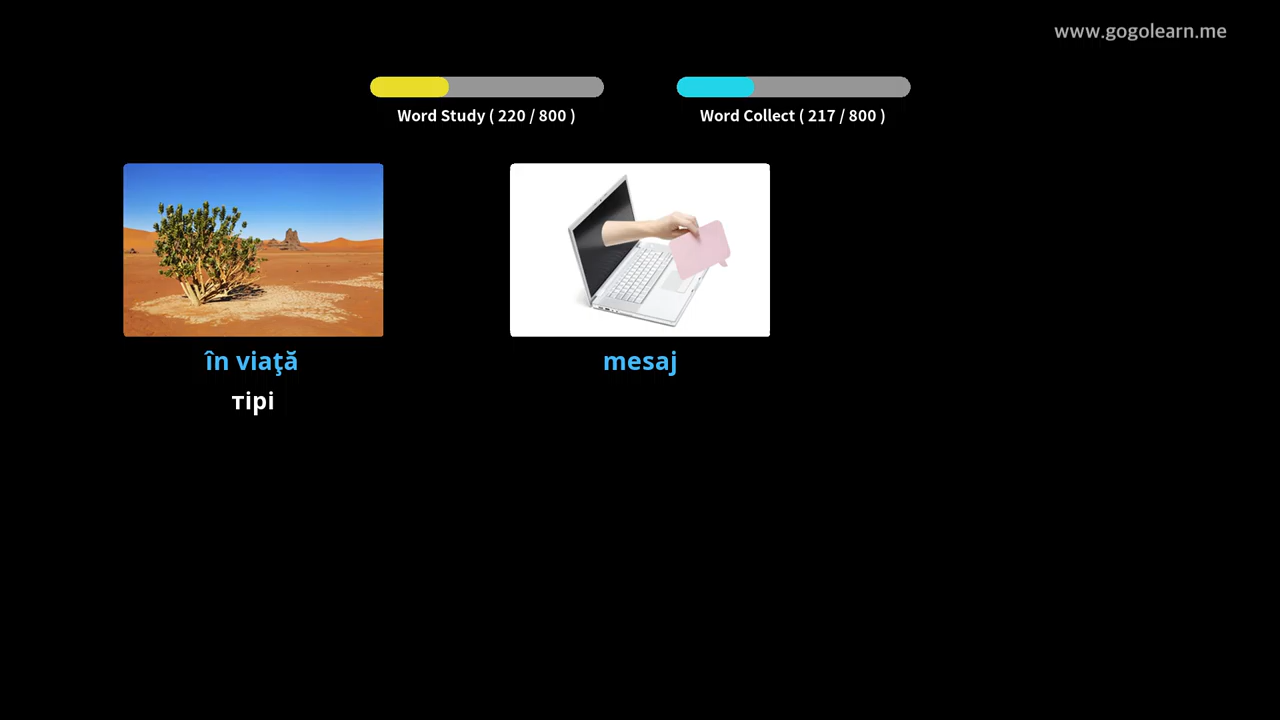 www.gogolearn.me
Word Study ( 220 / 800 )
Word Collect ( 217 / 800 )
în viaţă
mesaj
тірі